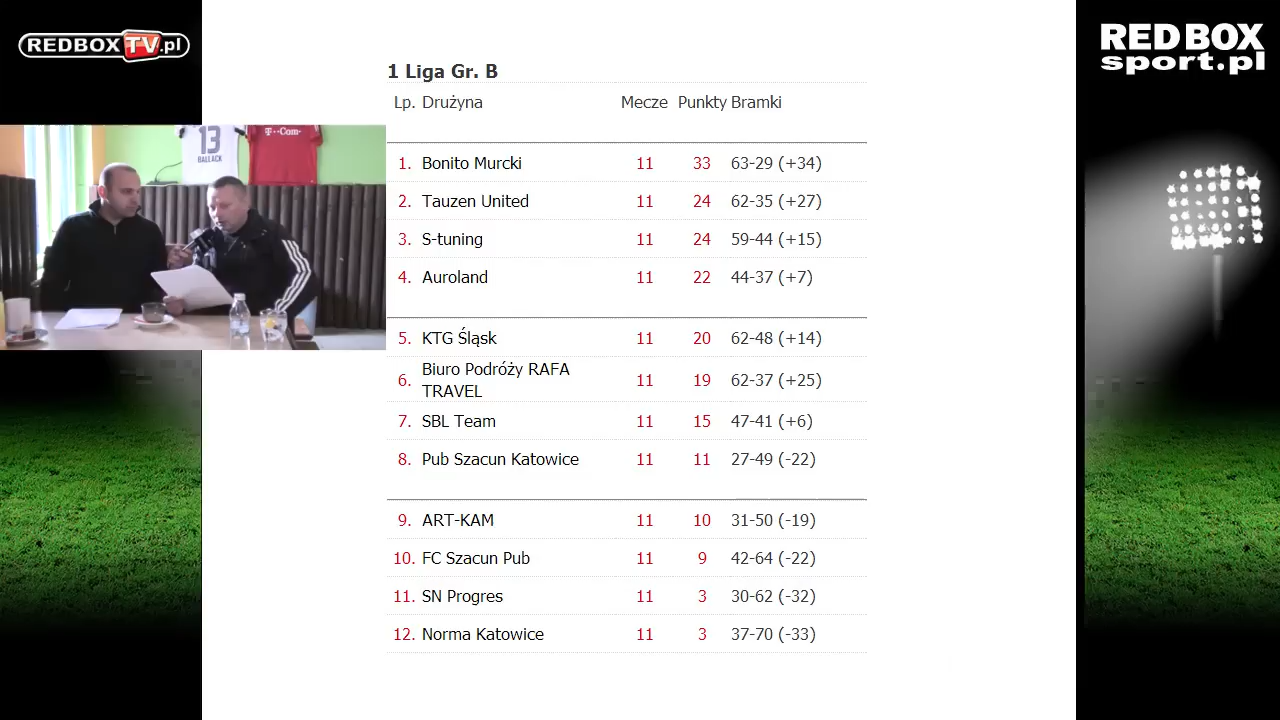 REDBOXTV.pl
RED BOX
sport.pl
13
BALLACK
T··Com·
1 Liga Gr. B
Lp. Drużyna Mecze Punkty Bramki
1. Bonito Murcki 11 33 63-29 (+34)
2. Tauzen United 11 24 62-35 (+27)
3. S-tuning 11 24 59-44 (+15)
4. Auroland 11 22 44-37 (+7)
5. KTG Śląsk 11 20 62-48 (+14)
6. Biuro Podróży RAFA
TRAVEL 11 19 62-37 (+25)
7. SBL Team 11 15 47-41 (+6)
8. Pub Szacun Katowice 11 11 27-49 (-22)
9. ART-KAM 11 10 31-50 (-19)
10. FC Szacun Pub 11 9 42-64 (-22)
11. SN Progres 11 3 30-62 (-32)
12. Norma Katowice 11 3 37-70 (-33)